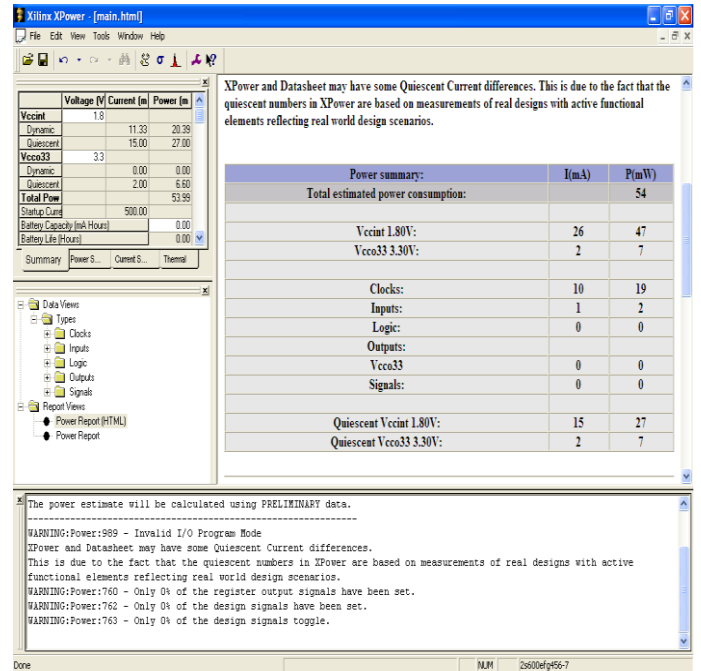 Xilinx XPower - [main.html]
File Edit View Tools Window Help
Voltage [V Current [m Power [m
Vccint 1.8
Dynamic 11.33 20.39
Quiescent 15.00 27.00
Vcco33 3.3
Dynamic 0.00 0.00
Quiescent 2.00 6.60
Total Pow 53.99
Startup Curre 500.00
Battery Capacity (mA Hours) 0.00
Battery Life (Hours) 0.00
Summary Power S... Current S... Thermal
Data Views
Types
Clocks
Inputs
Logic
Outputs
Signals
Report Views
Power Report (HTML)
Power Report
XPower and Datasheet may have some Quiescent Current differences. This is due to the fact that the
quiescent numbers in XPower are based on measurements of real designs with active functional
elements reflecting real world design scenarios.
Power summary: I(mA) P(mW)
Total estimated power consumption: 54
Vccint 1.80V: 26 47
Vcco33 3.30V: 2 7
Clocks: 10 19
Inputs: 1 2
Logic: 0 0
Outputs:
Vcco33 0 0
Signals: 0 0
Quiescent Vccint 1.80V: 15 27
Quiescent Vcco33 3.30V: 2 7
The power estimate will be calculated using PRELIMINARY data.
----------------------------------------------------------------
WARNING:Power:989 - Invalid I/O Program Mode
XPower and Datasheet may have some Quiescent Current differences.
This is due to the fact that the quiescent numbers in XPower are based on measurements of real designs with active
functional elements reflecting real world design scenarios.
WARNING:Power:760 - Only 0% of the register output signals have been set.
WARNING:Power:762 - Only 0% of the design signals have been set.
WARNING:Power:763 - Only 0% of the design signals toggle.
Done NUM 2s600efg456-7